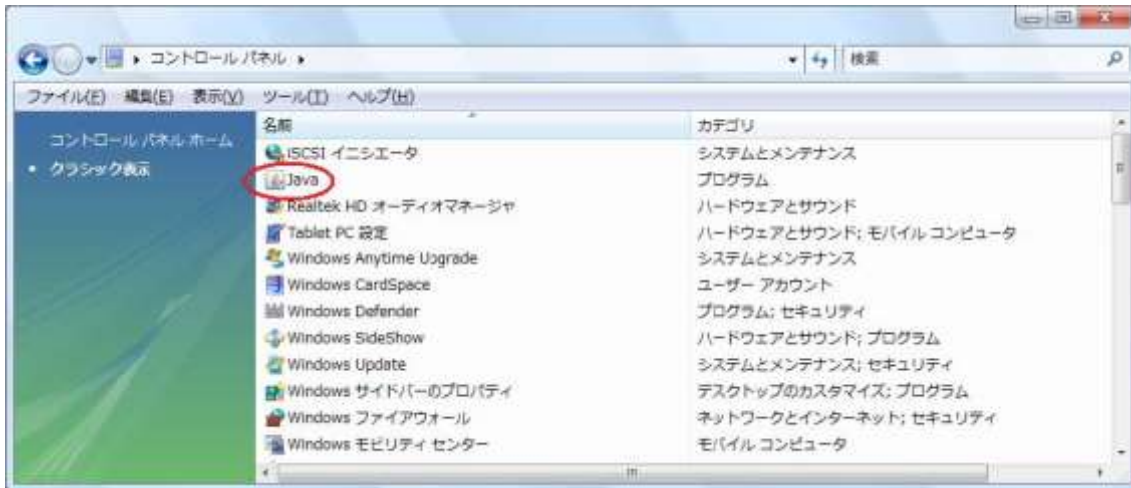 コントロール パネル
検索
ファイル(F) 編集(E) 表示(V) ツール(T) ヘルプ(H)
コントロール パネル ホーム
クラシック表示
名前 カテゴリ
iSCSI イニシエータ システムとメンテナンス
Java プログラム
Realtek HD オーディオマネージャ ハードウェアとサウンド
Tablet PC 設定 ハードウェアとサウンド; モバイル コンピュータ
Windows Anytime Upgrade システムとメンテナンス
Windows CardSpace ユーザー アカウント
Windows Defender プログラム; セキュリティ
Windows SideShow ハードウェアとサウンド; プログラム
Windows Update システムとメンテナンス; セキュリティ
Windows サイドバーのプロパティ デスクトップのカスタマイズ; プログラム
Windows ファイアウォール ネットワークとインターネット; セキュリティ
Windows モビリティ センター モバイル コンピュータ